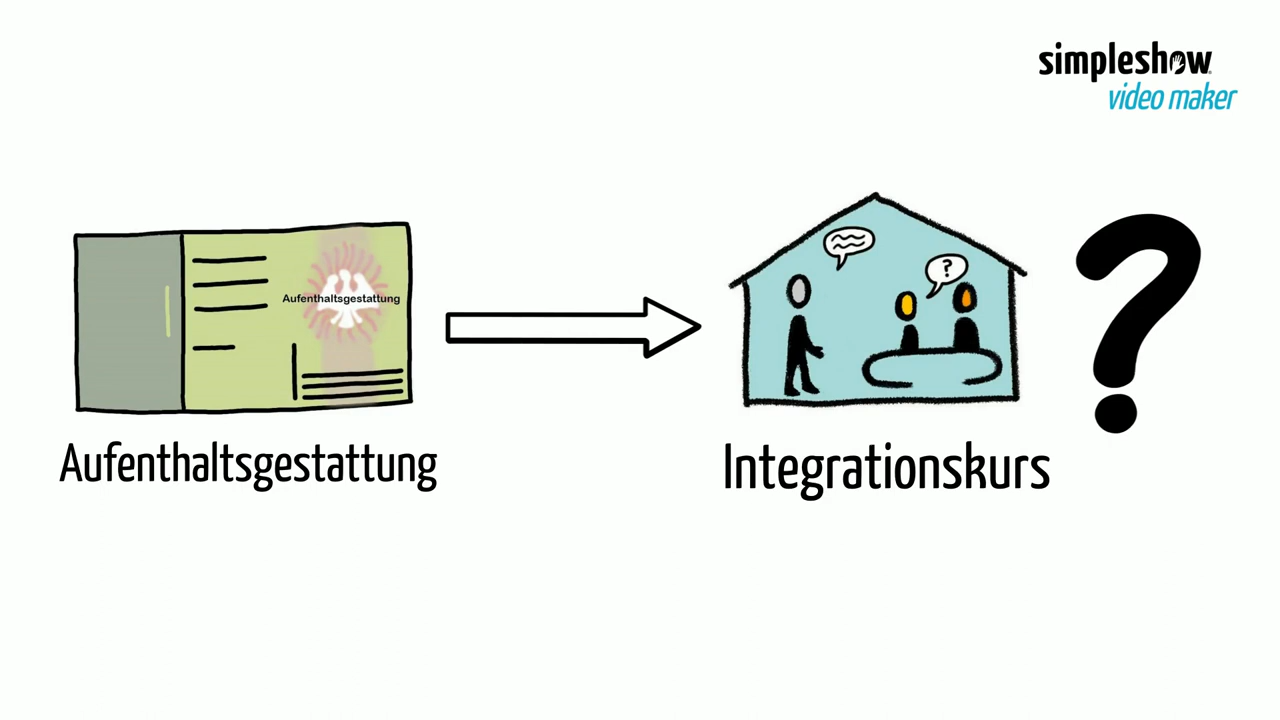 simpleshow
video maker
Aufenthaltsgestattung
?
?
Aufenthaltsgestattung
Integrationskurs